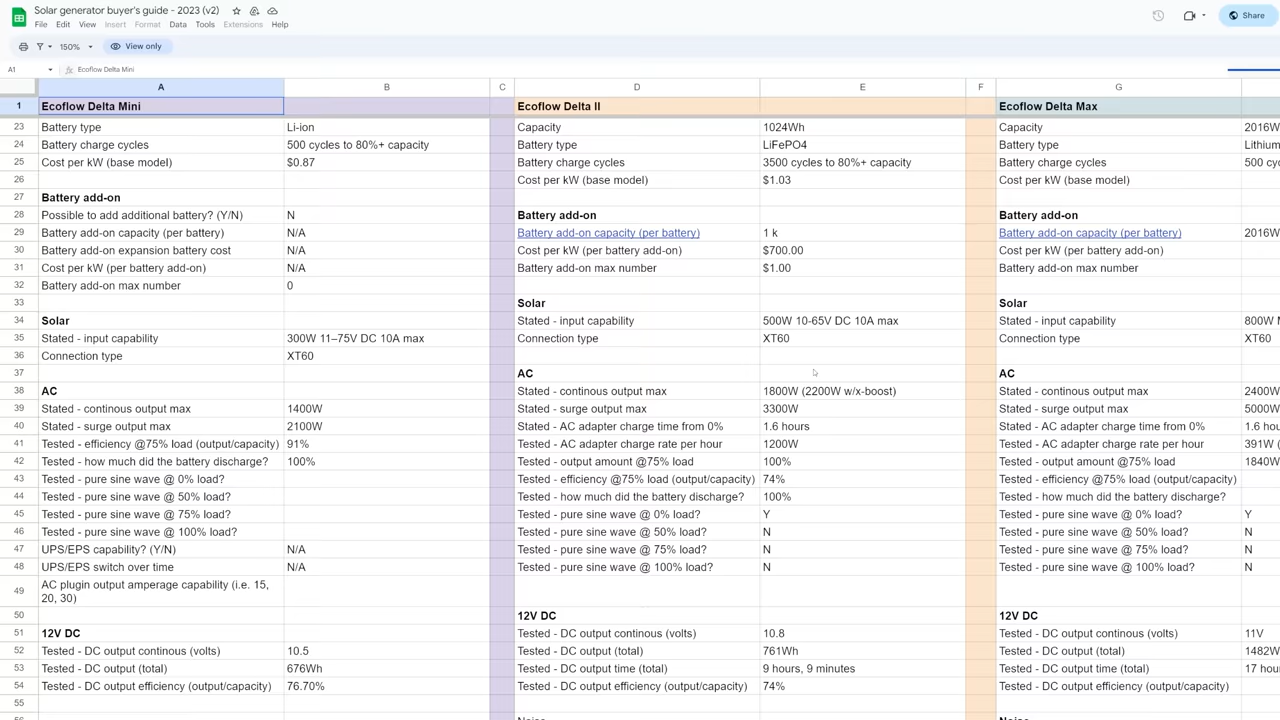 Solar generator buyer's guide - 2023 (v2)
File Edit View Insert Format Data Tools Extensions Help
Share
150% View only
A1 fx Ecoflow Delta Mini
A B C D E F G
1 Ecoflow Delta Mini Ecoflow Delta II Ecoflow Delta Max
23 Battery type Li-ion Capacity 1024Wh Capacity 2016W
24 Battery charge cycles 500 cycles to 80%+ capacity Battery type LiFePO4 Battery type Lithium
25 Cost per kW (base model) $0.87 Battery charge cycles 3500 cycles to 80%+ capacity Battery charge cycles 500 cyc
26 Cost per kW (base model) $1.03 Cost per kW (base model)
27 Battery add-on
28 Possible to add additional battery? (Y/N) N Battery add-on Battery add-on
29 Battery add-on capacity (per battery) N/A Battery add-on capacity (per battery) 1 k Battery add-on capacity (per battery) 2016W
30 Battery add-on expansion battery cost N/A Cost per kW (per battery add-on) $700.00 Cost per kW (per battery add-on)
31 Cost per kW (per battery add-on) N/A Battery add-on max number $1.00 Battery add-on max number
32 Battery add-on max number 0
33 Solar Solar
34 Solar Stated - input capability 500W 10-65V DC 10A max Stated - input capability 800W M
35 Stated - input capability 300W 11–75V DC 10A max Connection type XT60 Connection type XT60
36 Connection type XT60
37 AC AC
38 AC Stated - continous output max 1800W (2200W w/x-boost) Stated - continous output max 2400W
39 Stated - continous output max 1400W Stated - surge output max 3300W Stated - surge output max 5000W
40 Stated - surge output max 2100W Stated - AC adapter charge time from 0% 1.6 hours Stated - AC adapter charge time from 0% 1.6 hou
41 Tested - efficiency @75% load (output/capacity) 91% Tested - AC adapter charge rate per hour 1200W Tested - AC adapter charge rate per hour 391W (
42 Tested - how much did the battery discharge? 100% Tested - output amount @75% load 100% Tested - output amount @75% load 1840W
43 Tested - pure sine wave @ 0% load? Tested - efficiency @75% load (output/capacity) 74% Tested - efficiency @75% load (output/capacity)
44 Tested - pure sine wave @ 50% load? Tested - how much did the battery discharge? 100% Tested - how much did the battery discharge?
45 Tested - pure sine wave @ 75% load? Tested - pure sine wave @ 0% load? Y Tested - pure sine wave @ 0% load? Y
46 Tested - pure sine wave @ 100% load? Tested - pure sine wave @ 50% load? N Tested - pure sine wave @ 50% load? N
47 UPS/EPS capability? (Y/N) N/A Tested - pure sine wave @ 75% load? N Tested - pure sine wave @ 75% load? N
48 UPS/EPS switch over time N/A Tested - pure sine wave @ 100% load? N Tested - pure sine wave @ 100% load? N
49 AC plugin output amperage capability (i.e. 15,
20, 30)
50 12V DC 12V DC
51 12V DC Tested - DC output continous (volts) 10.8 Tested - DC output continous (volts) 11V
52 Tested - DC output continous (volts) 10.5 Tested - DC output (total) 761Wh Tested - DC output (total) 1482W
53 Tested - DC output (total) 676Wh Tested - DC output time (total) 9 hours, 9 minutes Tested - DC output time (total) 17 hour
54 Tested - DC output efficiency (output/capacity) 76.70% Tested - DC output efficiency (output/capacity) 74% Tested - DC output efficiency (output/capacity)
55